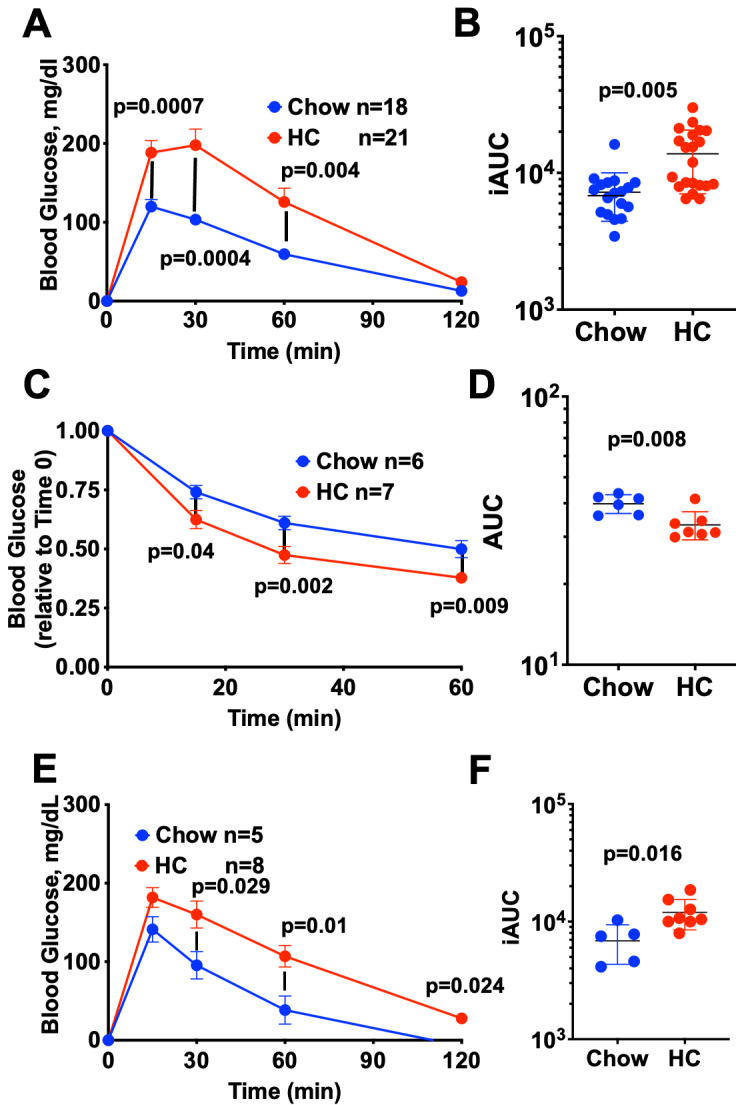 A
Blood Glucose, mg/dl
300
200
100
0
p=0.0007
Chow n=18
HC n=21
p=0.004
p=0.0004
0 30 60 90 120
Time (min)
B
iAUC
10^5
10^4
10^3
p=0.005
Chow HC
C
Blood Glucose
(relative to Time 0)
1.00
0.75
0.50
0.25
0.00
Chow n=6
HC n=7
p=0.04
p=0.002
p=0.009
0 20 40 60
Time (min)
D
AUC
10^2
10^1
p=0.008
Chow HC
E
Blood Glucose, mg/dL
300
200
100
0
Chow n=5
HC n=8
p=0.029
p=0.01
p=0.024
0 30 60 90 120
Time (min)
F
iAUC
10^5
10^4
10^3
p=0.016
Chow HC